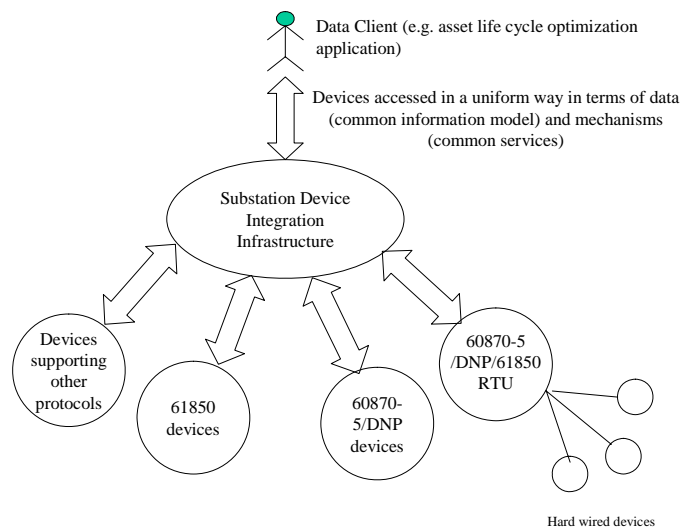 Data Client (e.g. asset life cycle optimization
application)
Devices accessed in a uniform way in terms of data
(common information model) and mechanisms
(common services)
Substation Device
Integration
Infrastructure
Devices
supporting
other
protocols
61850
devices
60870-
5/DNP
devices
60870-5
/DNP/61850
RTU
Hard wired devices